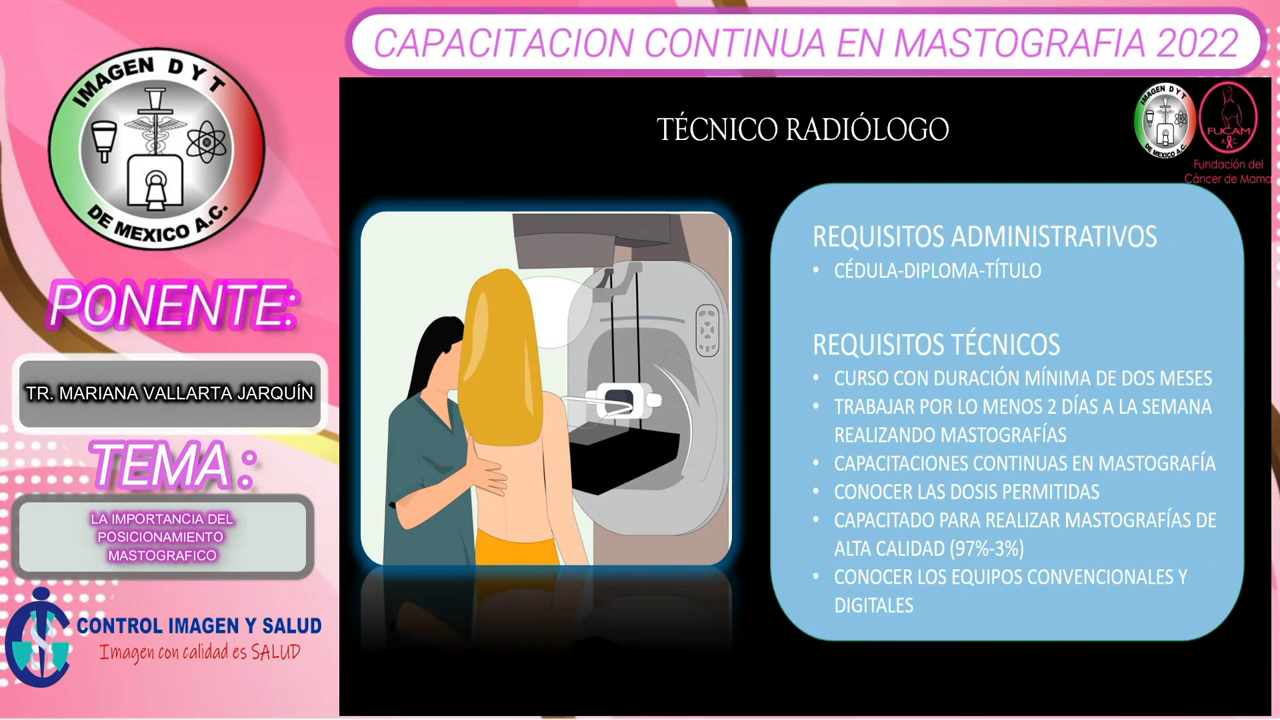 CAPACITACION CONTINUA EN MASTOGRAFIA 2022
IMAGEN D Y T
DE MEXICO A.C.
PONENTE:
TR. MARIANA VALLARTA JARQUÍN
TEMA :
LA IMPORTANCIA DEL
POSICIONAMIENTO
MASTOGRAFICO
CONTROL IMAGEN Y SALUD
Imagen con calidad es SALUD
TÉCNICO RADIÓLOGO
IMAGEN D Y T
DE MEXICO A.C.
FUCAM
A C
Fundación del
Cáncer de Mama
REQUISITOS ADMINISTRATIVOS
• CÉDULA-DIPLOMA-TÍTULO
REQUISITOS TÉCNICOS
• CURSO CON DURACIÓN MÍNIMA DE DOS MESES
• TRABAJAR POR LO MENOS 2 DÍAS A LA SEMANA
REALIZANDO MASTOGRAFÍAS
• CAPACITACIONES CONTINUAS EN MASTOGRAFÍA
• CONOCER LAS DOSIS PERMITIDAS
• CAPACITADO PARA REALIZAR MASTOGRAFÍAS DE
ALTA CALIDAD (97%-3%)
• CONOCER LOS EQUIPOS CONVENCIONALES Y
DIGITALES